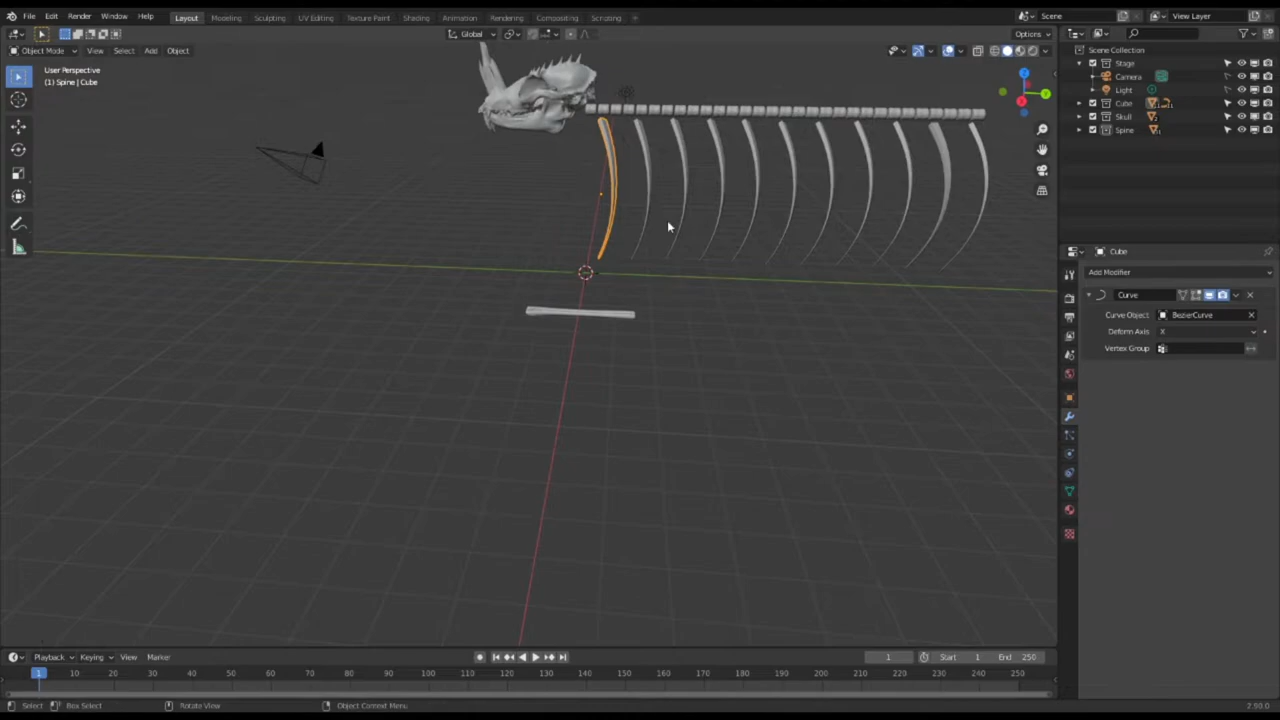 File Edit Render Window Help Layout Modeling Sculpting UV Editing Texture Paint Shading Animation Rendering Compositing Scripting + Scene View Layer
Global Options
Object Mode View Select Add Object
User Perspective
(1) Spine | Cube
Z
Y
X
Scene Collection
Stage
Camera
Light
Cube
Skull
Spine
Cube
Add Modifier
Curve
Curve Object BezierCurve
Deform Axis X
Vertex Group
Playback Keying View Marker 1 Start 1 End 250
1 10 20 30 40 50 60 70 80 90 100 110 120 130 140 150 160 170 180 190 200 210 220 230 240 250
Select Box Select Rotate View Object Context Menu 2.90.0